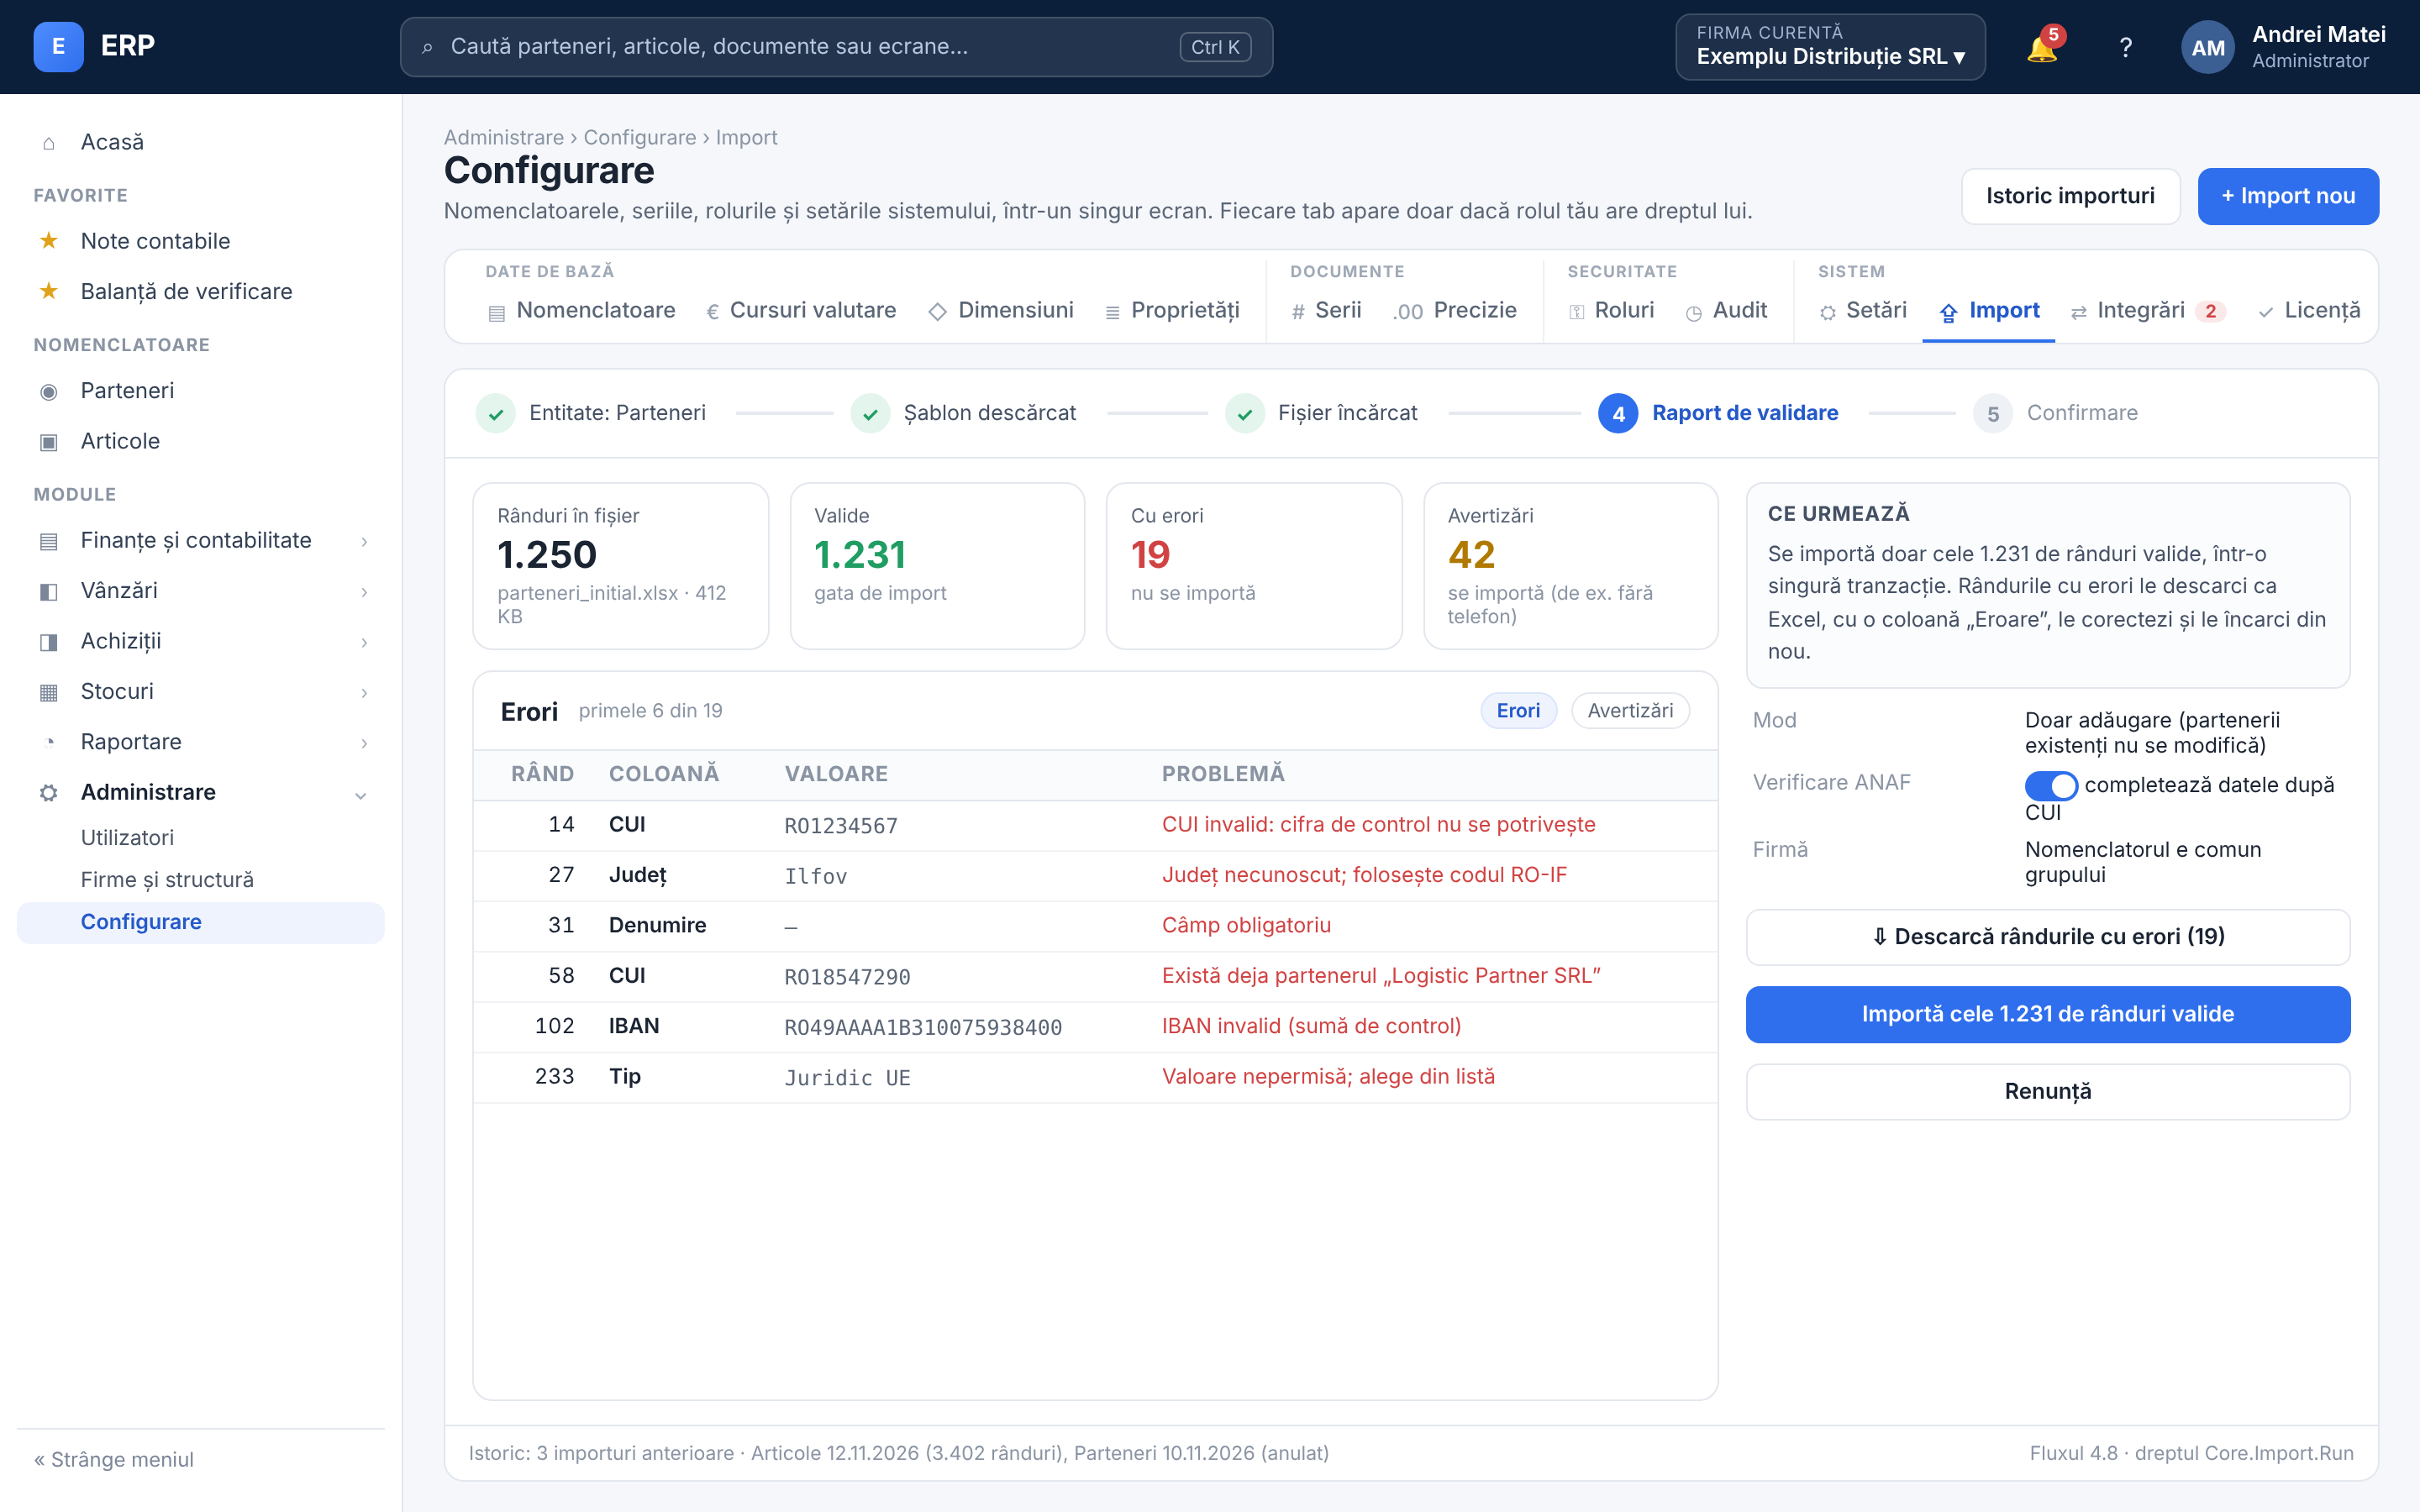 E ERP
Caută parteneri, articole, documente sau ecrane... Ctrl K
FIRMA CURENTĂ
Exemplu Distribuție SRL ▾
5
?
AM
Andrei Matei
Administrator
Acasă
FAVORITE
★ Note contabile
★ Balanță de verificare
NOMENCLATOARE
Parteneri
Articole
MODULE
Finanțe și contabilitate ›
Vânzări ›
Achiziții ›
Stocuri ›
Raportare ›
Administrare
Utilizatori
Firme și structură
Configurare
« Strânge meniul
Administrare › Configurare › Import
Configurare
Nomenclatoarele, seriile, rolurile și setările sistemului, într-un singur ecran. Fiecare tab apare doar dacă rolul tău are dreptul lui.
Istoric importuri
+ Import nou
DATE DE BAZĂ
Nomenclatoare € Cursuri valutare Dimensiuni Proprietăți
DOCUMENTE
# Serii .00 Precizie
SECURITATE
Roluri Audit
SISTEM
Setări Import Integrări 2 ✓ Licență
✓ Entitate: Parteneri ✓ Șablon descărcat ✓ Fișier încărcat 4 Raport de validare 5 Confirmare
Rânduri în fișier
1.250
parteneri_initial.xlsx · 412
KB
Valide
1.231
gata de import
Cu erori
19
nu se importă
Avertizări
42
se importă (de ex. fără
telefon)
Erori primele 6 din 19 Erori Avertizări
RÂND COLOANĂ VALOARE PROBLEMĂ
14 CUI RO1234567 CUI invalid: cifra de control nu se potrivește
27 Județ Ilfov Județ necunoscut; folosește codul RO-IF
31 Denumire — Câmp obligatoriu
58 CUI RO18547290 Există deja partenerul „Logistic Partner SRL”
102 IBAN RO49AAAA1B310075938400 IBAN invalid (sumă de control)
233 Tip Juridic UE Valoare nepermisă; alege din listă
CE URMEAZĂ
Se importă doar cele 1.231 de rânduri valide, într-o
singură tranzacție. Rândurile cu erori le descarci ca
Excel, cu o coloană „Eroare”, le corectezi și le încarci din
nou.
Mod Doar adăugare (partenerii
existenți nu se modifică)
Verificare ANAF completează datele după
CUI
Firmă Nomenclatorul e comun
grupului
⇩ Descarcă rândurile cu erori (19)
Importă cele 1.231 de rânduri valide
Renunță
Istoric: 3 importuri anterioare · Articole 12.11.2026 (3.402 rânduri), Parteneri 10.11.2026 (anulat)
Fluxul 4.8 · dreptul Core.Import.Run